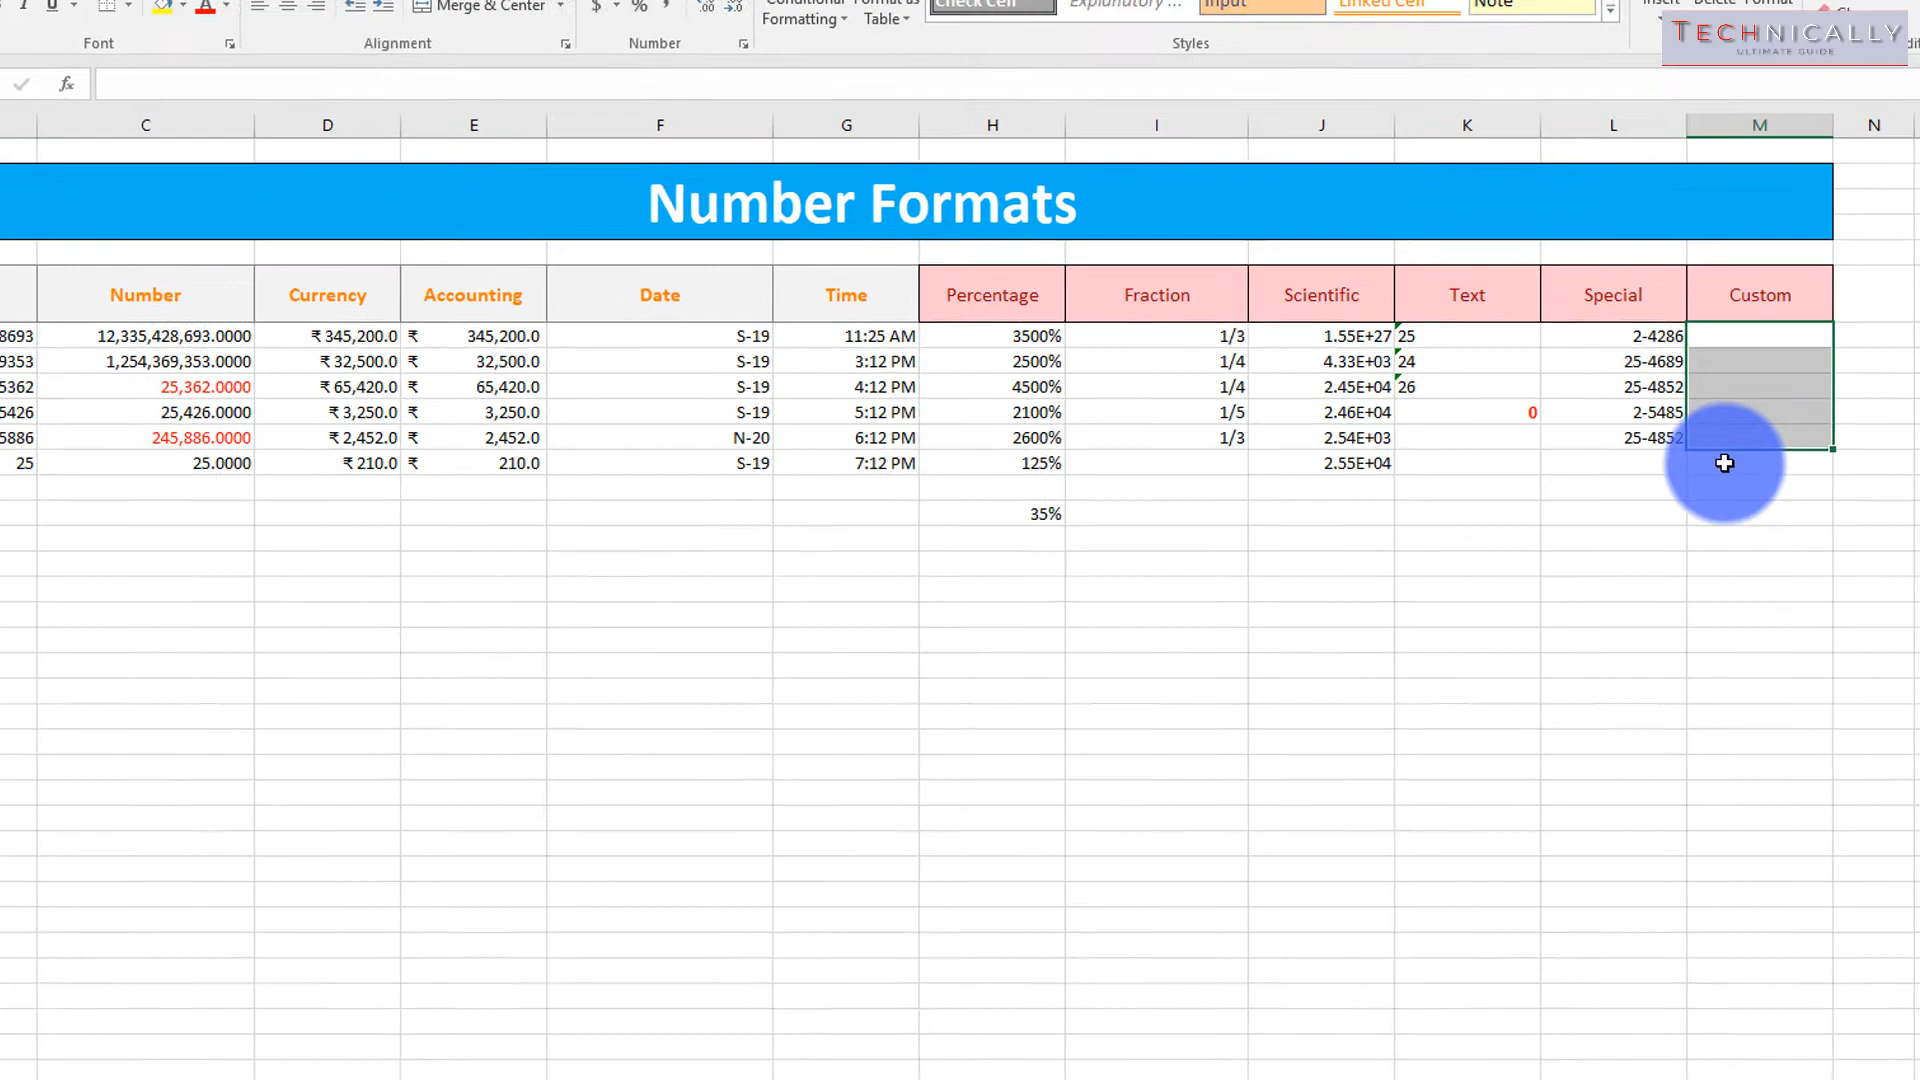 Merge & Center
$ % ,
Conditional Format as
Check Cell
Explanatory ...
Input
Linked Cell
Note
Insert Delete Format
Formatting Table
TECHNICALLY
ULTIMATE GUIDE
Font Alignment Number Styles
fx
C D E F G H I J K L M N
Number Formats
Number Currency Accounting Date Time Percentage Fraction Scientific Text Special Custom
8693 12,335,428,693.0000 ₹ 345,200.0 ₹ 345,200.0 S-19 11:25 AM 3500% 1/3 1.55E+27 25 2-4286
9353 1,254,369,353.0000 ₹ 32,500.0 ₹ 32,500.0 S-19 3:12 PM 2500% 1/4 4.33E+03 24 25-4689
5362 25,362.0000 ₹ 65,420.0 ₹ 65,420.0 S-19 4:12 PM 4500% 1/4 2.45E+04 26 25-4852
5426 25,426.0000 ₹ 3,250.0 ₹ 3,250.0 S-19 5:12 PM 2100% 1/5 2.46E+04 0 2-5485
5886 245,886.0000 ₹ 2,452.0 ₹ 2,452.0 N-20 6:12 PM 2600% 1/3 2.54E+03 25-4852
25 25.0000 ₹ 210.0 ₹ 210.0 S-19 7:12 PM 125% 2.55E+04
35%